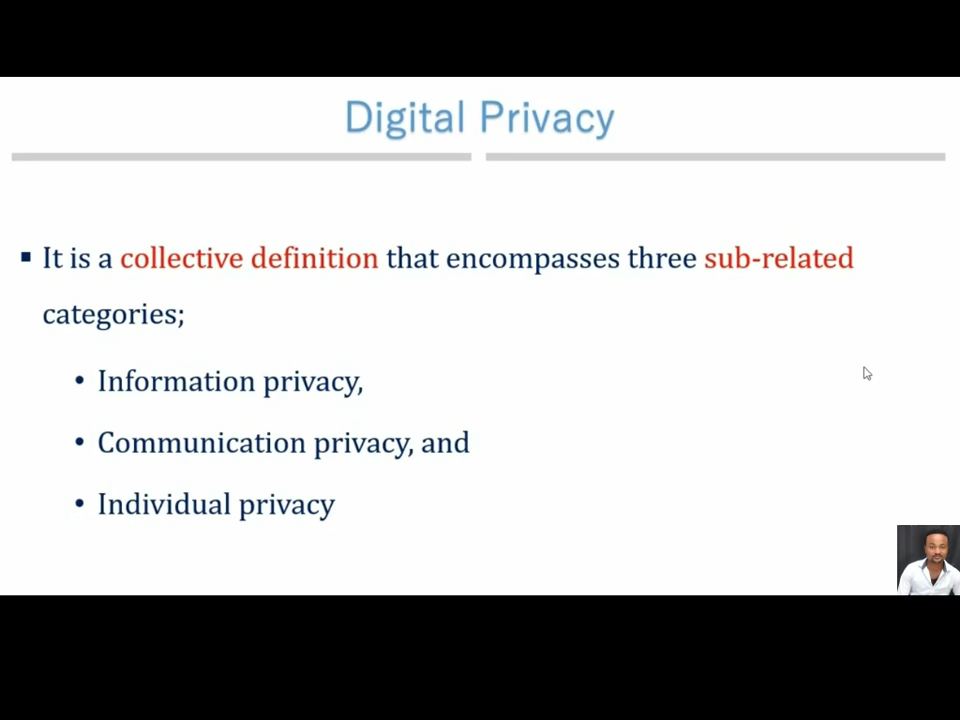 Digital Privacy
▪ It is a collective definition that encompasses three sub-related
categories;
• Information privacy,
• Communication privacy, and
• Individual privacy